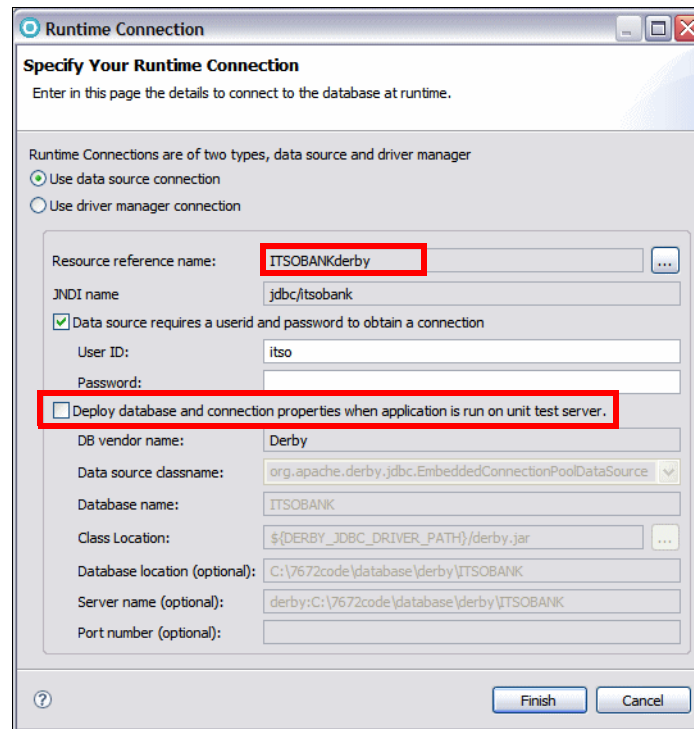 Runtime Connection
Specify Your Runtime Connection
Enter in this page the details to connect to the database at runtime.
Runtime Connections are of two types, data source and driver manager
Use data source connection
Use driver manager connection
Resource reference name: ITSOBANKderby ...
JNDI name jdbc/itsobank
Data source requires a userid and password to obtain a connection
User ID: itso
Password:
Deploy database and connection properties when application is run on unit test server.
DB vendor name: Derby
Data source classname: org.apache.derby.jdbc.EmbeddedConnectionPoolDataSource
Database name: ITSOBANK
Class Location: ${DERBY_JDBC_DRIVER_PATH}/derby.jar ...
Database location (optional): C:\7672code\database\derby\ITSOBANK
Server name (optional): derby:C:\7672code\database\derby\ITSOBANK
Port number (optional):
? Finish Cancel